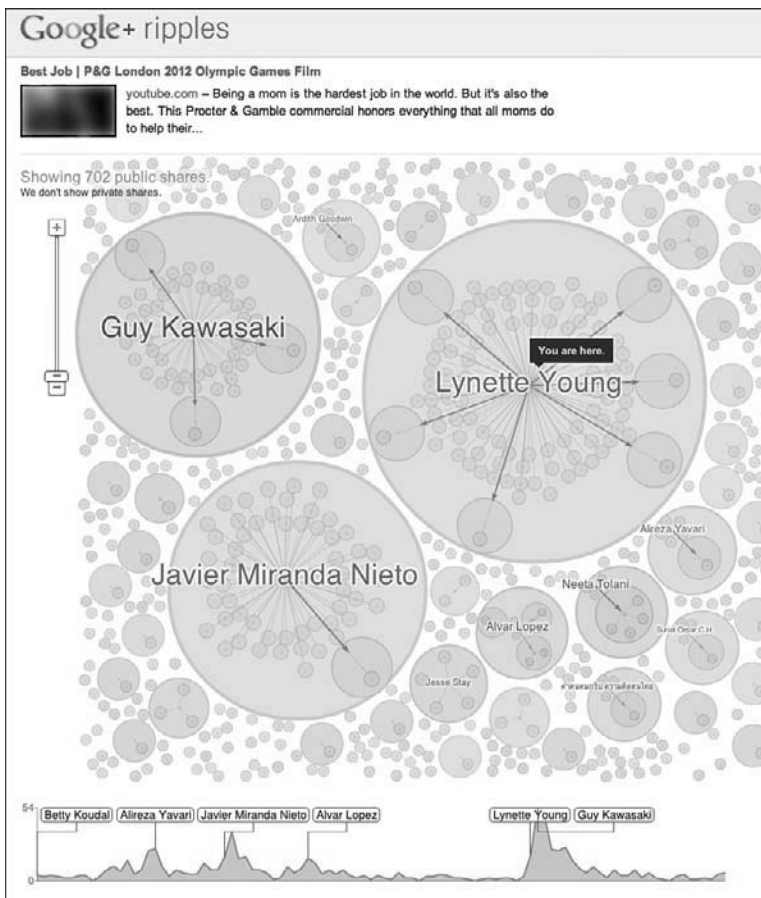 Google+ ripples
Best Job | P&G London 2012 Olympic Games Film
youtube.com – Being a mom is the hardest job in the world. But it's also the
best. This Procter & Gamble commercial honors everything that all moms do
to help their...
Showing 702 public shares.
We don't show private shares.
Ardith Goodwin
Guy Kawasaki
You are here.
Lynette Young
Alireza Yavari
Javier Miranda Nieto
Neeta Tolani
Alvar Lopez
Omar C.H.
Jesse Stay
54
Betty Koudal
Alireza Yavari
Javier Miranda Nieto
Alvar Lopez
Lynette Young
Guy Kawasaki
0